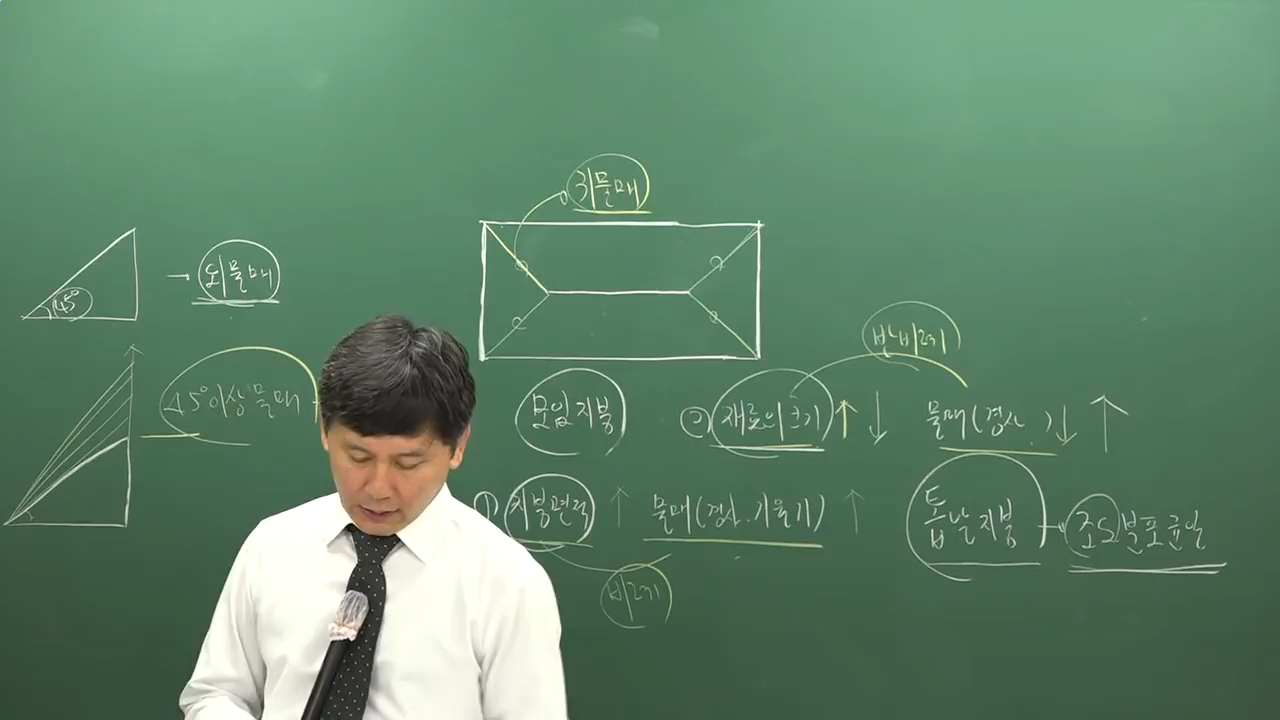 귀물매
45°
→ 되물매
45°이상물매
모임지붕
② 재료의크기 ↑ ↓ 물매(경사 ) ↓ ↑
반비례
① 지붕면적 ↑ 물매(경사.기울기) ↑
비례
톱날지붕 조도분포균일